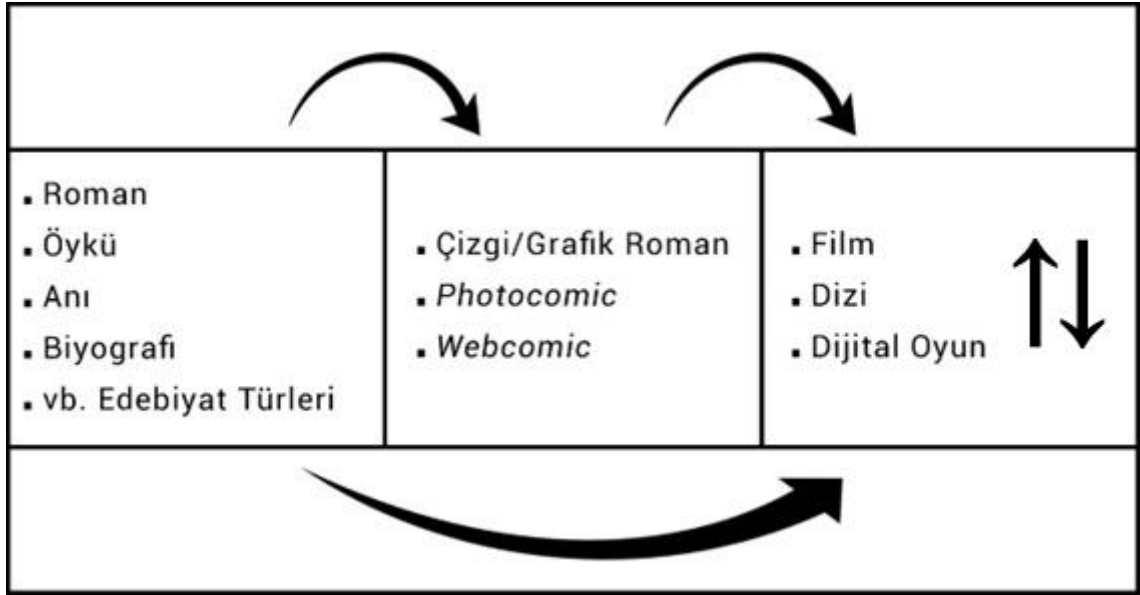 . Roman
. Öykü
. Anı
. Biyografi
. vb. Edebiyat Türleri
. Çizgi/Grafik Roman
. Photocomic
. Webcomic
. Film
. Dizi
. Dijital Oyun